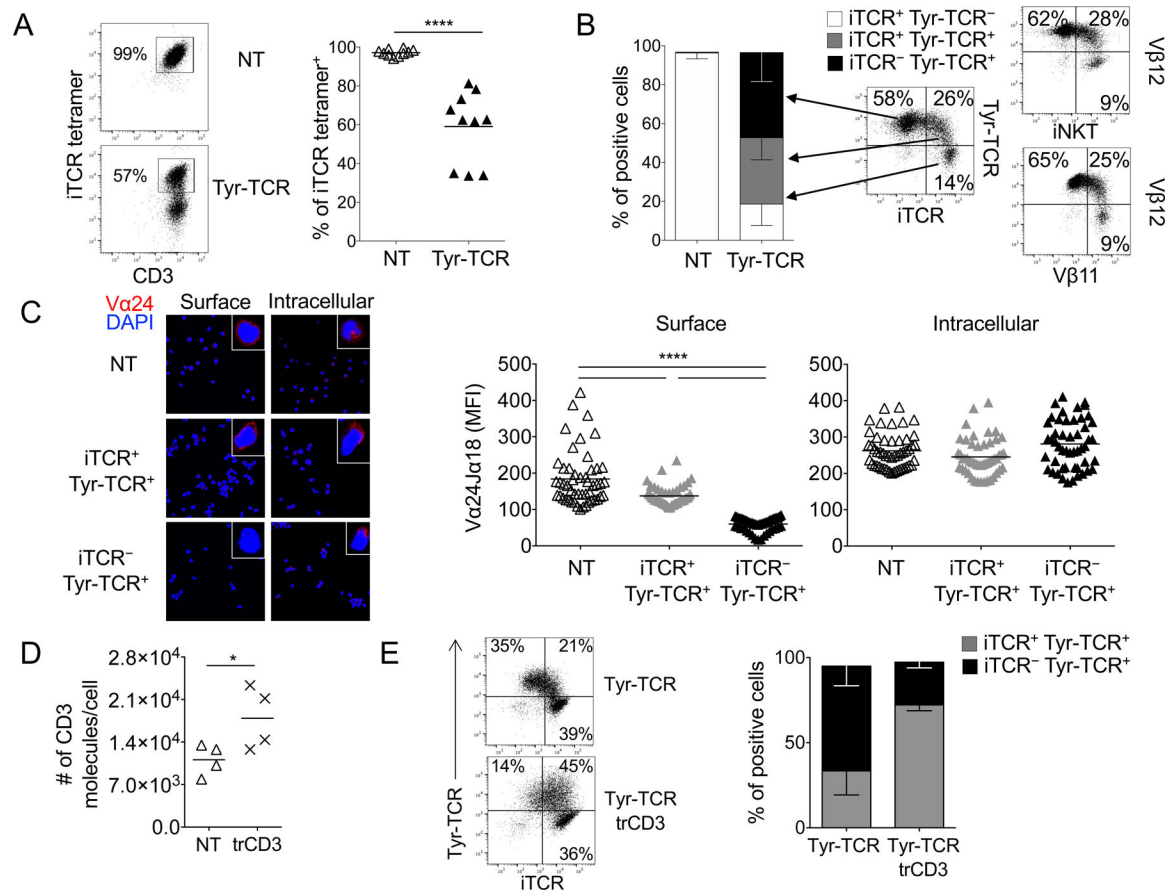 A
99%
NT
57%
Tyr-TCR
iTCR tetramer
CD3
****
% of iTCR tetramer⁺
100
80
60
40
20
0
NT
Tyr-TCR
B
iTCR⁺ Tyr-TCR⁻
iTCR⁺ Tyr-TCR⁺
iTCR⁻ Tyr-TCR⁺
% of positive cells
100
80
60
40
20
0
NT
Tyr-TCR
58%
26%
14%
Tyr-TCR
iTCR
62%
28%
9%
Vβ12
iNKT
65%
25%
9%
Vβ12
Vβ11
C
Vα24
DAPI
Surface
Intracellular
NT
iTCR⁺
Tyr-TCR⁺
iTCR⁻
Tyr-TCR⁺
Surface
****
Vα24Jα18 (MFI)
500
400
300
200
100
0
NT
iTCR⁺
Tyr-TCR⁺
iTCR⁻
Tyr-TCR⁺
Intracellular
500
400
300
200
100
0
NT
iTCR⁺
Tyr-TCR⁺
iTCR⁻
Tyr-TCR⁺
D
# of CD3
molecules/cell
2.8×10⁴
2.1×10⁴
1.4×10⁴
7.0×10³
0.0
*
NT
trCD3
E
35%
21%
39%
Tyr-TCR
14%
45%
36%
Tyr-TCR
trCD3
Tyr-TCR
iTCR
iTCR⁺ Tyr-TCR⁺
iTCR⁻ Tyr-TCR⁺
% of positive cells
100
50
0
Tyr-TCR
Tyr-TCR
trCD3